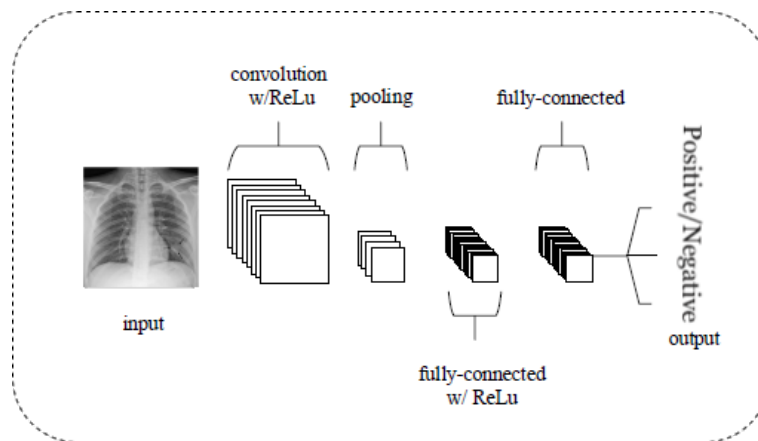 convolution
w/ReLu
pooling
fully-connected
Positive/Negative
input
output
fully-connected
w/ ReLu